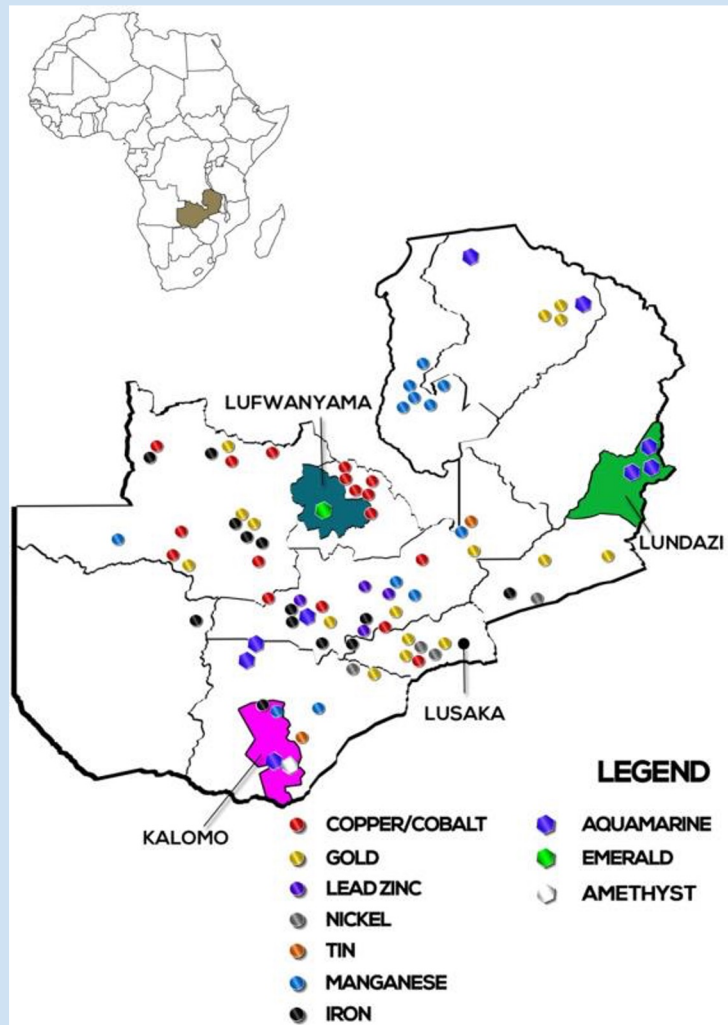 LUFWANYAMA
LUNDAZI
LUSAKA
KALOMO
LEGEND
COPPER/COBALT
GOLD
LEAD ZINC
NICKEL
TIN
MANGANESE
IRON
AQUAMARINE
EMERALD
AMETHYST